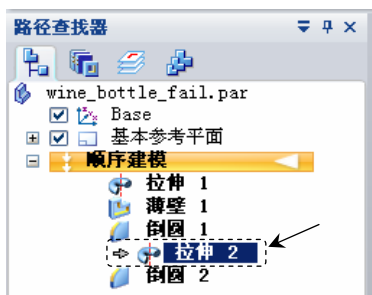 路径查找器
wine_bottle_fail.par
Base
基本参考平面
顺序建模
拉伸 1
薄壁 1
倒圆 1
拉伸 2
倒圆 2